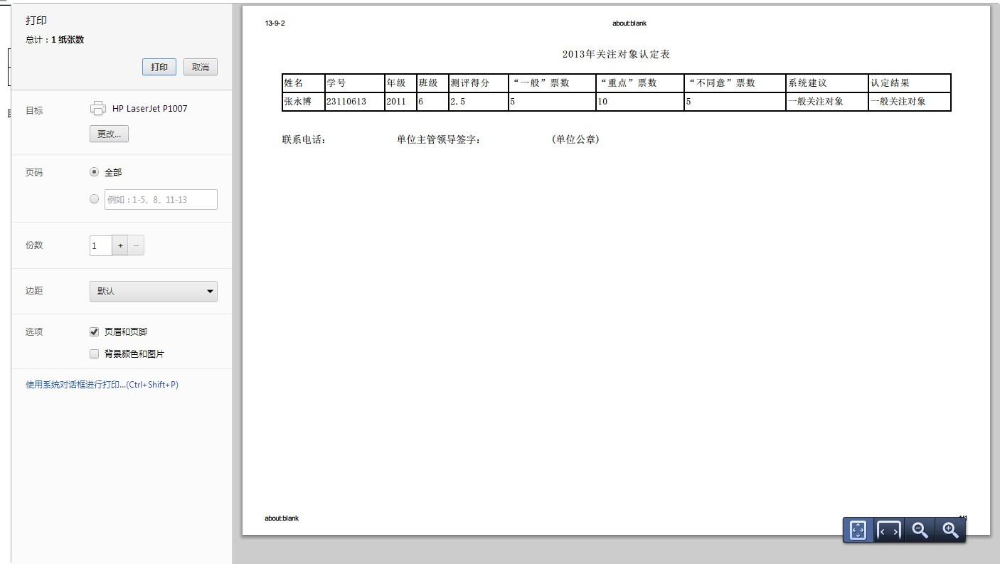 打印
总计：1 纸张数
打印 取消
目标 HP LaserJet P1007
更改...
页码 全部
例如：1-5、8、11-13
份数 1 + −
边距 默认
选项 页眉和页脚
背景颜色和图片
使用系统对话框进行打印...(Ctrl+Shift+P)
13-9-2 about:blank
2013年关注对象认定表
姓名 学号 年级 班级 测评得分 “一般”票数 “重点”票数 “不同意”票数 系统建议 认定结果
张永博 23110613 2011 6 2.5 5 10 5 一般关注对象 一般关注对象
联系电话： 单位主管领导签字： (单位公章)
about:blank